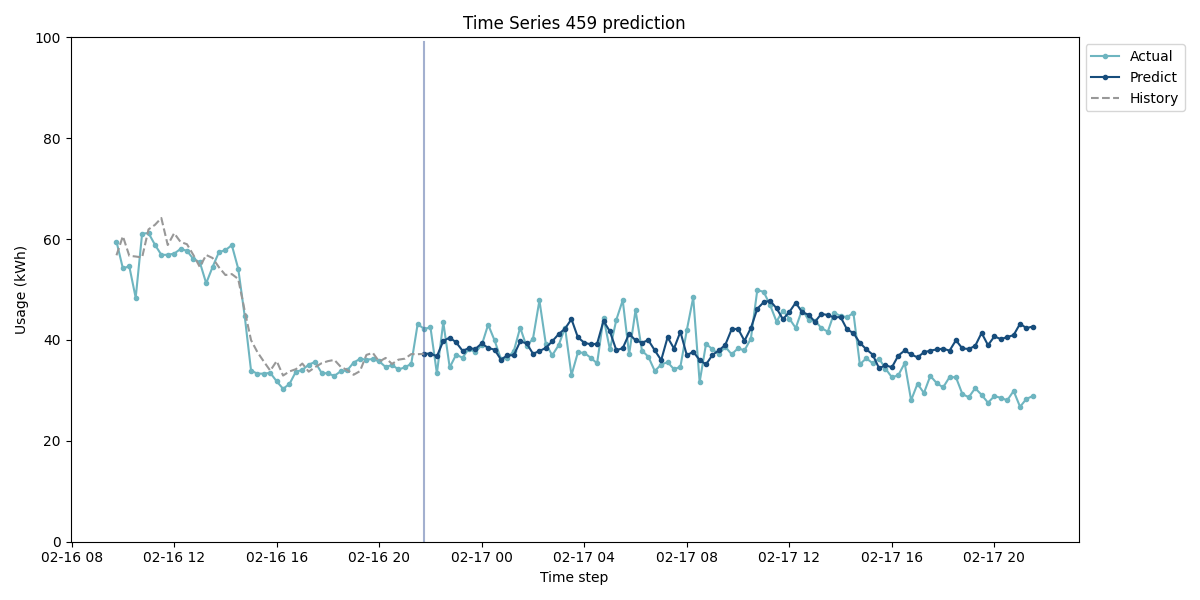 Time Series 459 prediction
Usage (kWh)
100
80
60
40
20
0
02-16 08
02-16 12
02-16 16
02-16 20
02-17 00
02-17 04
02-17 08
02-17 12
02-17 16
02-17 20
Time step
Actual
Predict
History